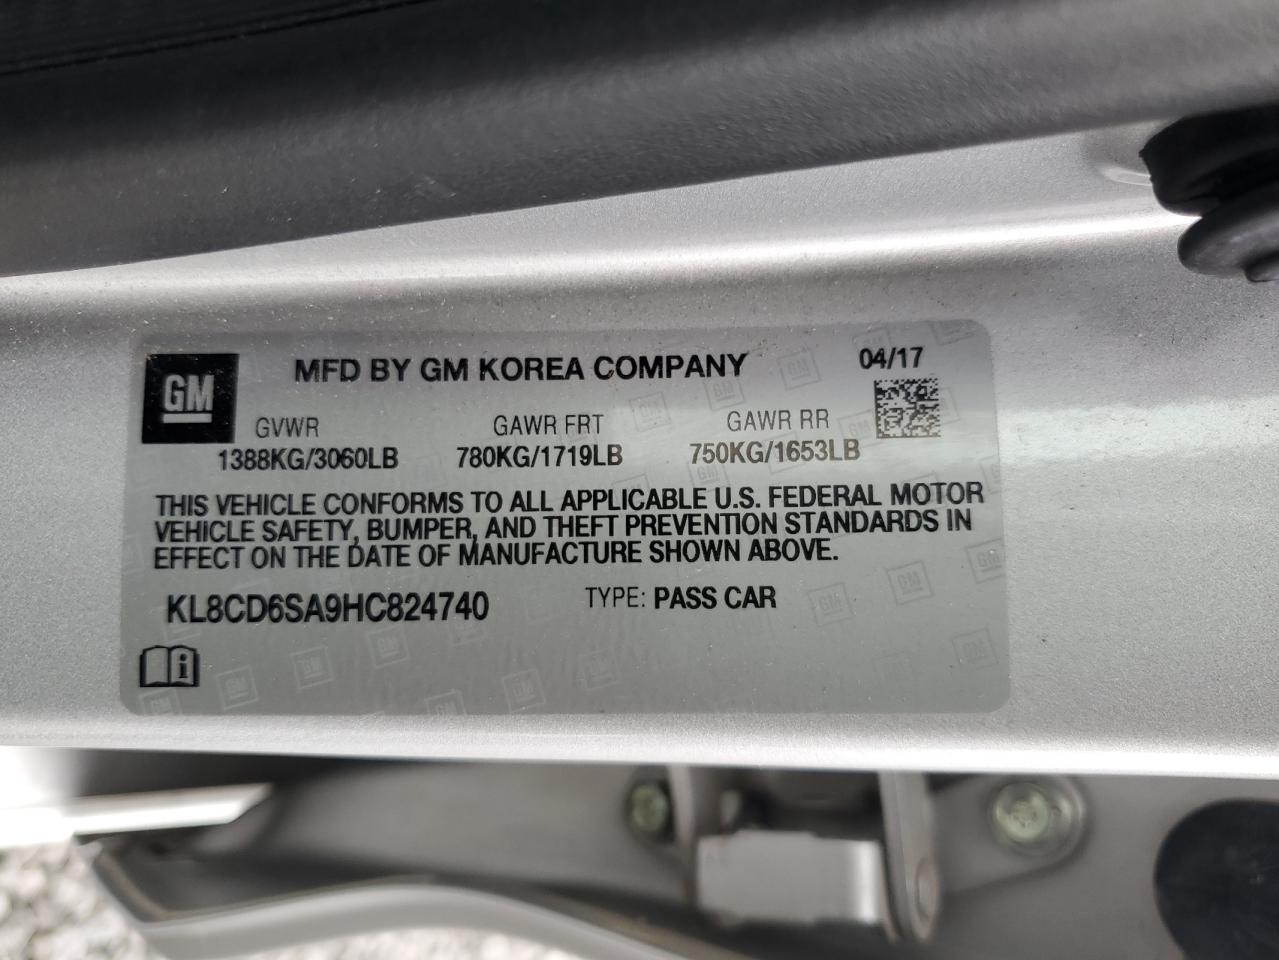 GM
MFD BY GM KOREA COMPANY 04/17
GVWR GAWR FRT GAWR RR
1388KG/3060LB 780KG/1719LB 750KG/1653LB
THIS VEHICLE CONFORMS TO ALL APPLICABLE U.S. FEDERAL MOTOR
VEHICLE SAFETY, BUMPER, AND THEFT PREVENTION STANDARDS IN
EFFECT ON THE DATE OF MANUFACTURE SHOWN ABOVE.
KL8CD6SA9HC824740 TYPE: PASS CAR